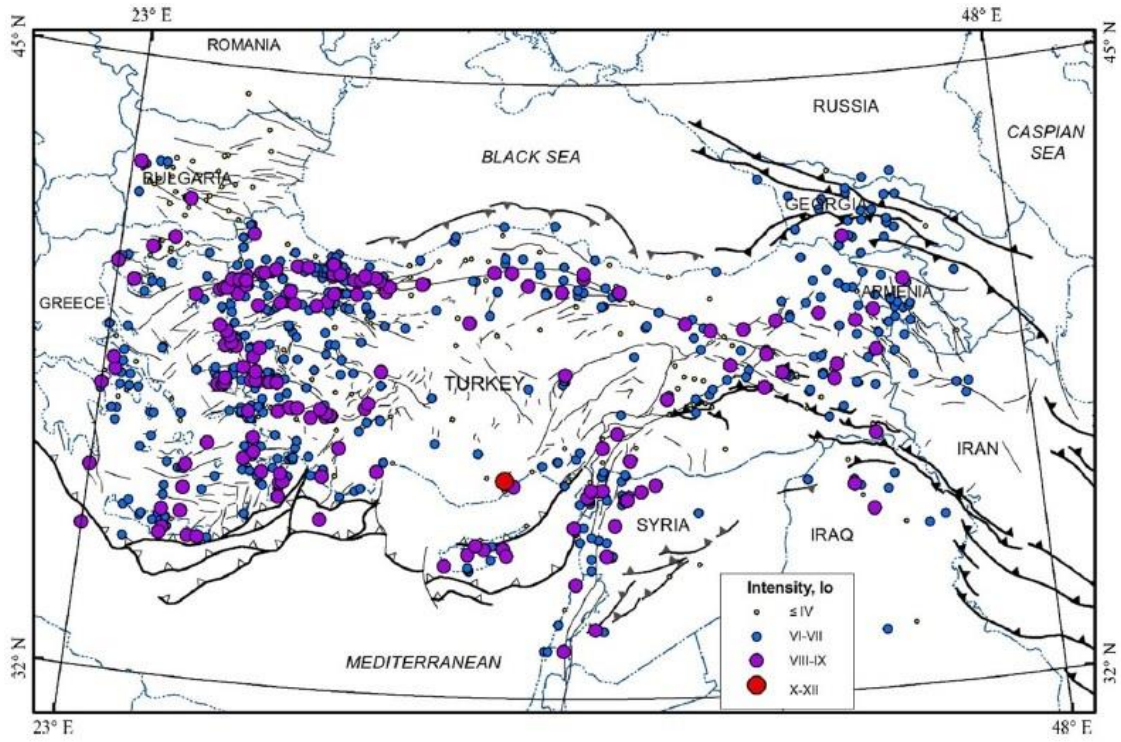 23° E
48° E
45° N
45° N
ROMANIA
RUSSIA
CASPIAN
SEA
BLACK SEA
BULGARIA
GEORGIA
GREECE
ARMENIA
TURKEY
IRAN
SYRIA
IRAQ
Intensity, Io
≤ IV
VI-VII
VIII-IX
X-XII
MEDITERRANEAN
32° N
32° N
23° E
48° E